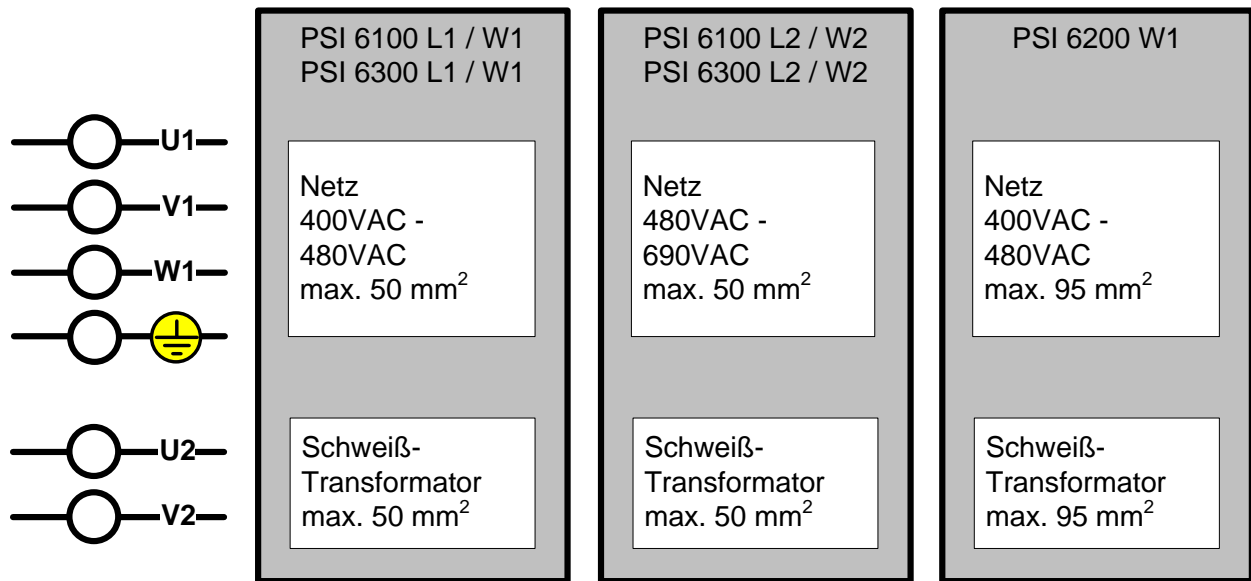 PSI 6100 L1 / W1
PSI 6300 L1 / W1
PSI 6100 L2 / W2
PSI 6300 L2 / W2
PSI 6200 W1
U1
V1
W1
Netz
400VAC -
480VAC
max. 50 mm²
Netz
480VAC -
690VAC
max. 50 mm²
Netz
400VAC -
480VAC
max. 95 mm²
U2
V2
Schweiß-
Transformator
max. 50 mm²
Schweiß-
Transformator
max. 50 mm²
Schweiß-
Transformator
max. 95 mm²